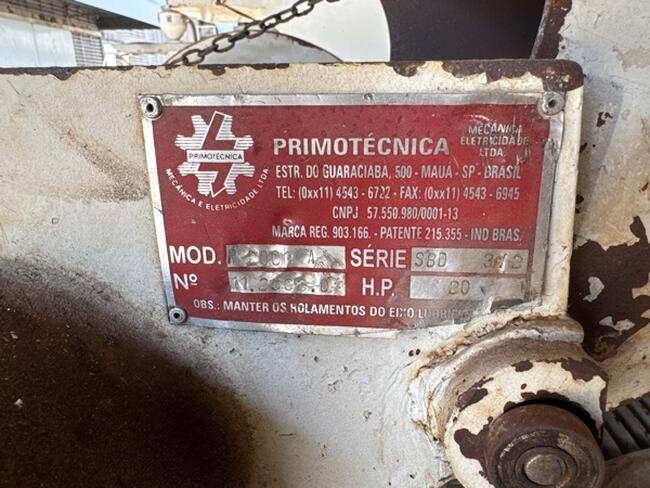 PRIMOTÉCNICA
MECÂNICA E ELETRICIDADE LTDA
PRIMOTÉCNICA
MECÂNICA
ELETRICIDADE
LTDA
ESTR. DO GUARACIABA, 500 - MAUÁ - SP - BRASIL
TEL: (0xx11) 4543 - 6722 - FAX: (0xx11) 4543 - 6945
CNPJ 57.550.980/0001-13
MARCA REG. 903.166. - PATENTE 215.355 - IND BRAS.
MOD. SÉRIE SBD
Nº H.P. 20
OBS.: MANTER OS ROLAMENTOS DO EIXO